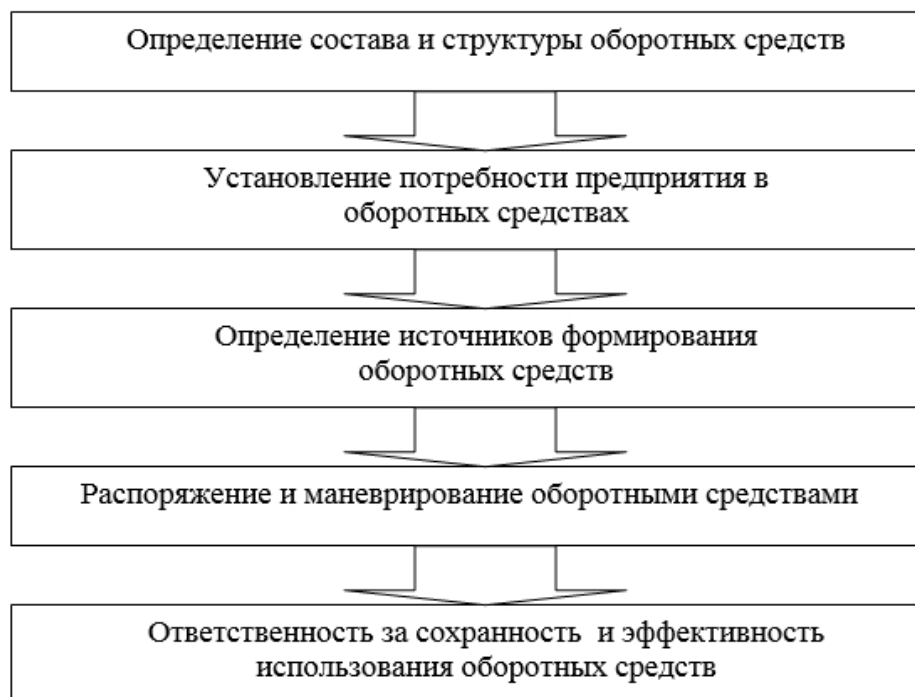 Определение состава и структуры оборотных средств
Установление потребности предприятия в
оборотных средствах
Определение источников формирования
оборотных средств
Распоряжение и маневрирование оборотными средствами
Ответственность за сохранность и эффективность
использования оборотных средств